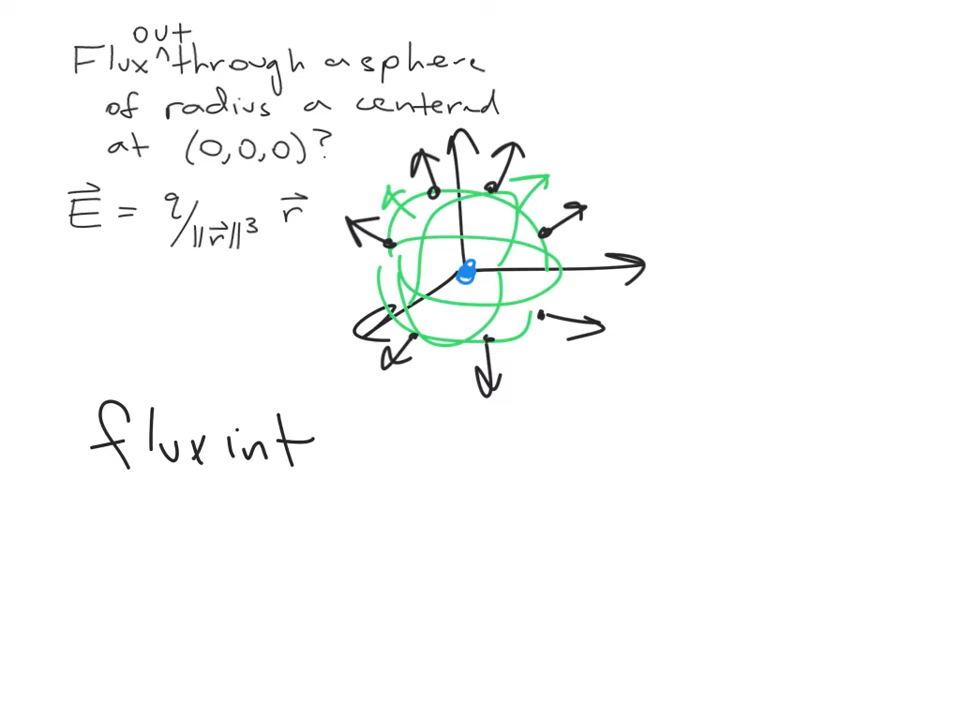 out
Flux ^ through a sphere
of radius a centered
at (0,0,0)?
E⃗ = q/||r⃗||³ r⃗
flux int